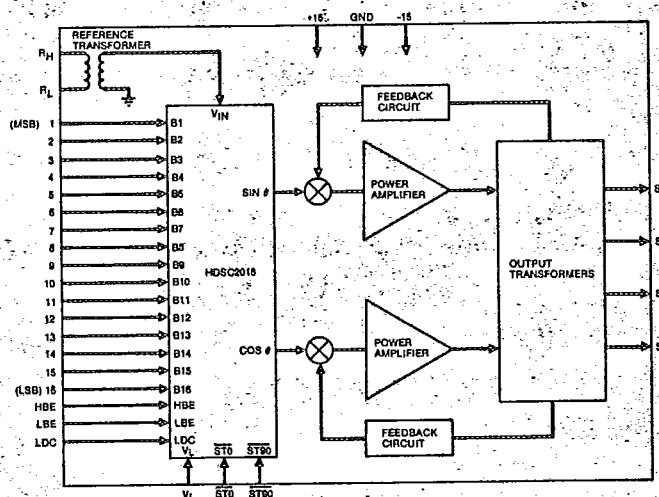 +15 GND -15
REFERENCE
TRANSFORMER
RH
RL
VIN
FEEDBACK
CIRCUIT
(MSB) 1 B1
2 B2
3 B3
4 B4
5 B5
6 B6
7 B7
8 B8
9 B9
10 B10
11 B11
12 B12
13 B13
14 B14
15 B15
(LSB) 16 B16
HBE HBE
LBE LBE
LDC LDC
HDSC2016
SIN θ
COS θ
POWER
AMPLIFIER
POWER
AMPLIFIER
OUTPUT
TRANSFORMERS
S
S
S
S
FEEDBACK
CIRCUIT
VL ST0 ST90
VL ST0 ST90